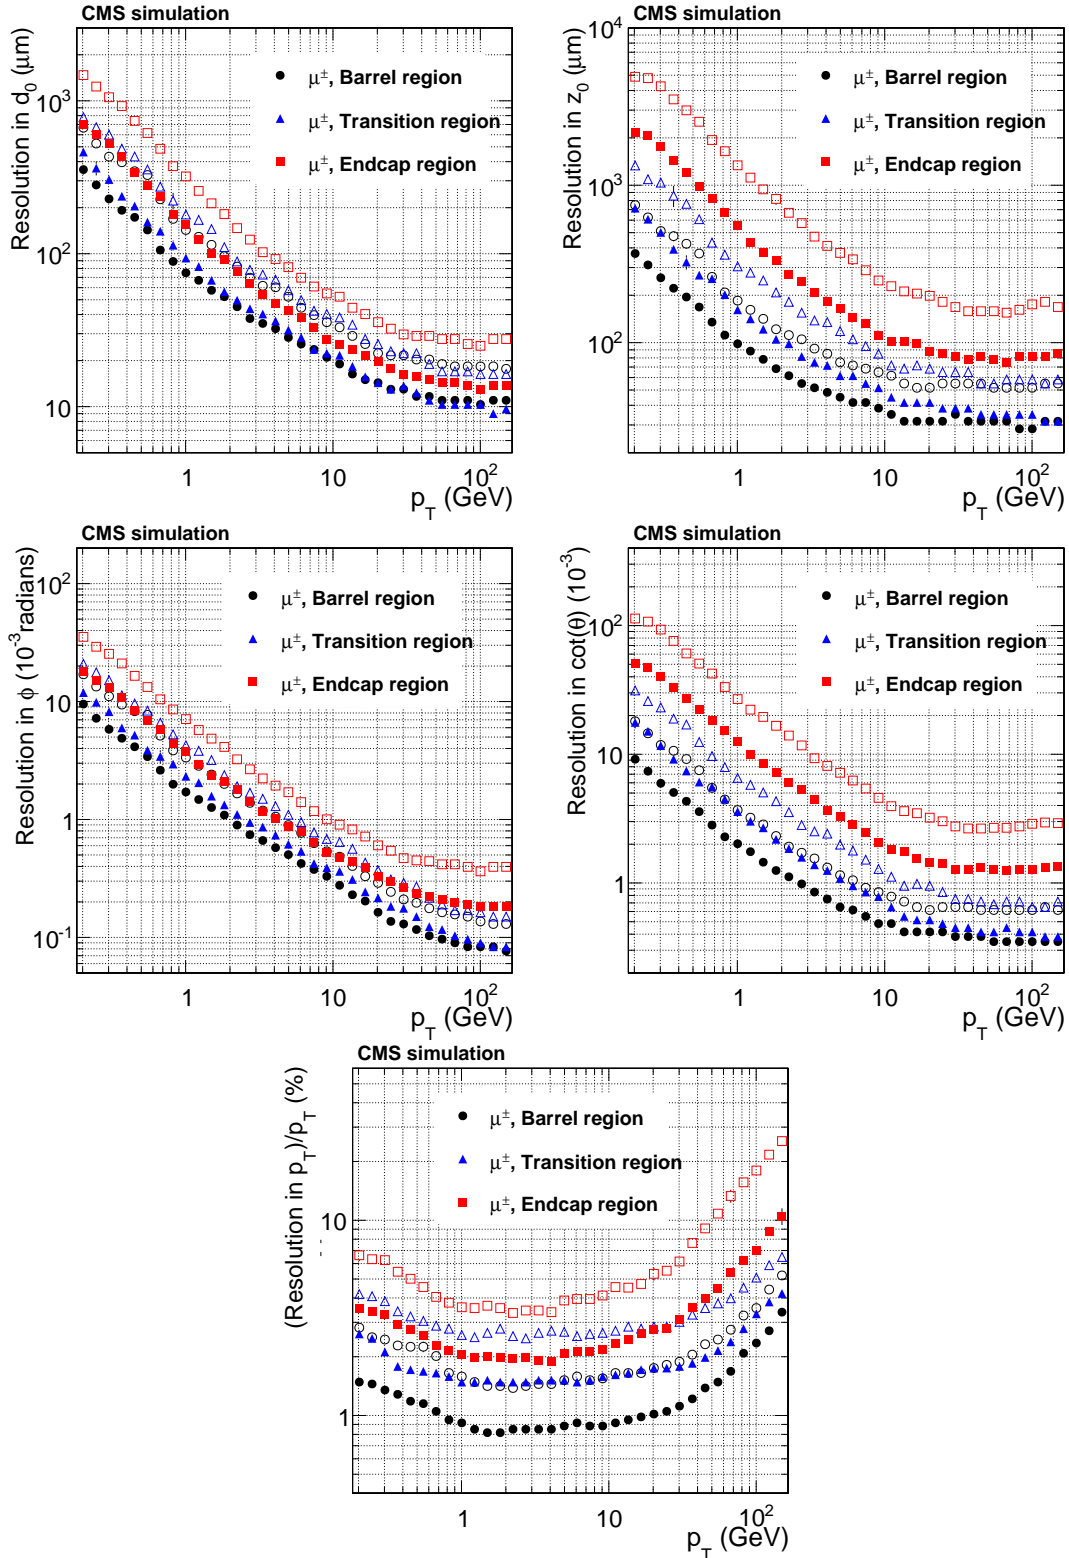 CMS simulation
Resolution in d0 (μm)
μ±, Barrel region
μ±, Transition region
μ±, Endcap region
10³
10²
10
1 10 10²
pT (GeV)
CMS simulation
Resolution in z0 (μm)
μ±, Barrel region
μ±, Transition region
μ±, Endcap region
10⁴
10³
10²
1 10 10²
pT (GeV)
CMS simulation
Resolution in ϕ (10⁻³radians)
μ±, Barrel region
μ±, Transition region
μ±, Endcap region
10²
10
1
10⁻¹
1 10 10²
pT (GeV)
CMS simulation
Resolution in cot(θ) (10⁻³)
μ±, Barrel region
μ±, Transition region
μ±, Endcap region
10²
10
1
1 10 10²
pT (GeV)
CMS simulation
(Resolution in pT)/pT (%)
μ±, Barrel region
μ±, Transition region
μ±, Endcap region
10
1
1 10 10²
pT (GeV)